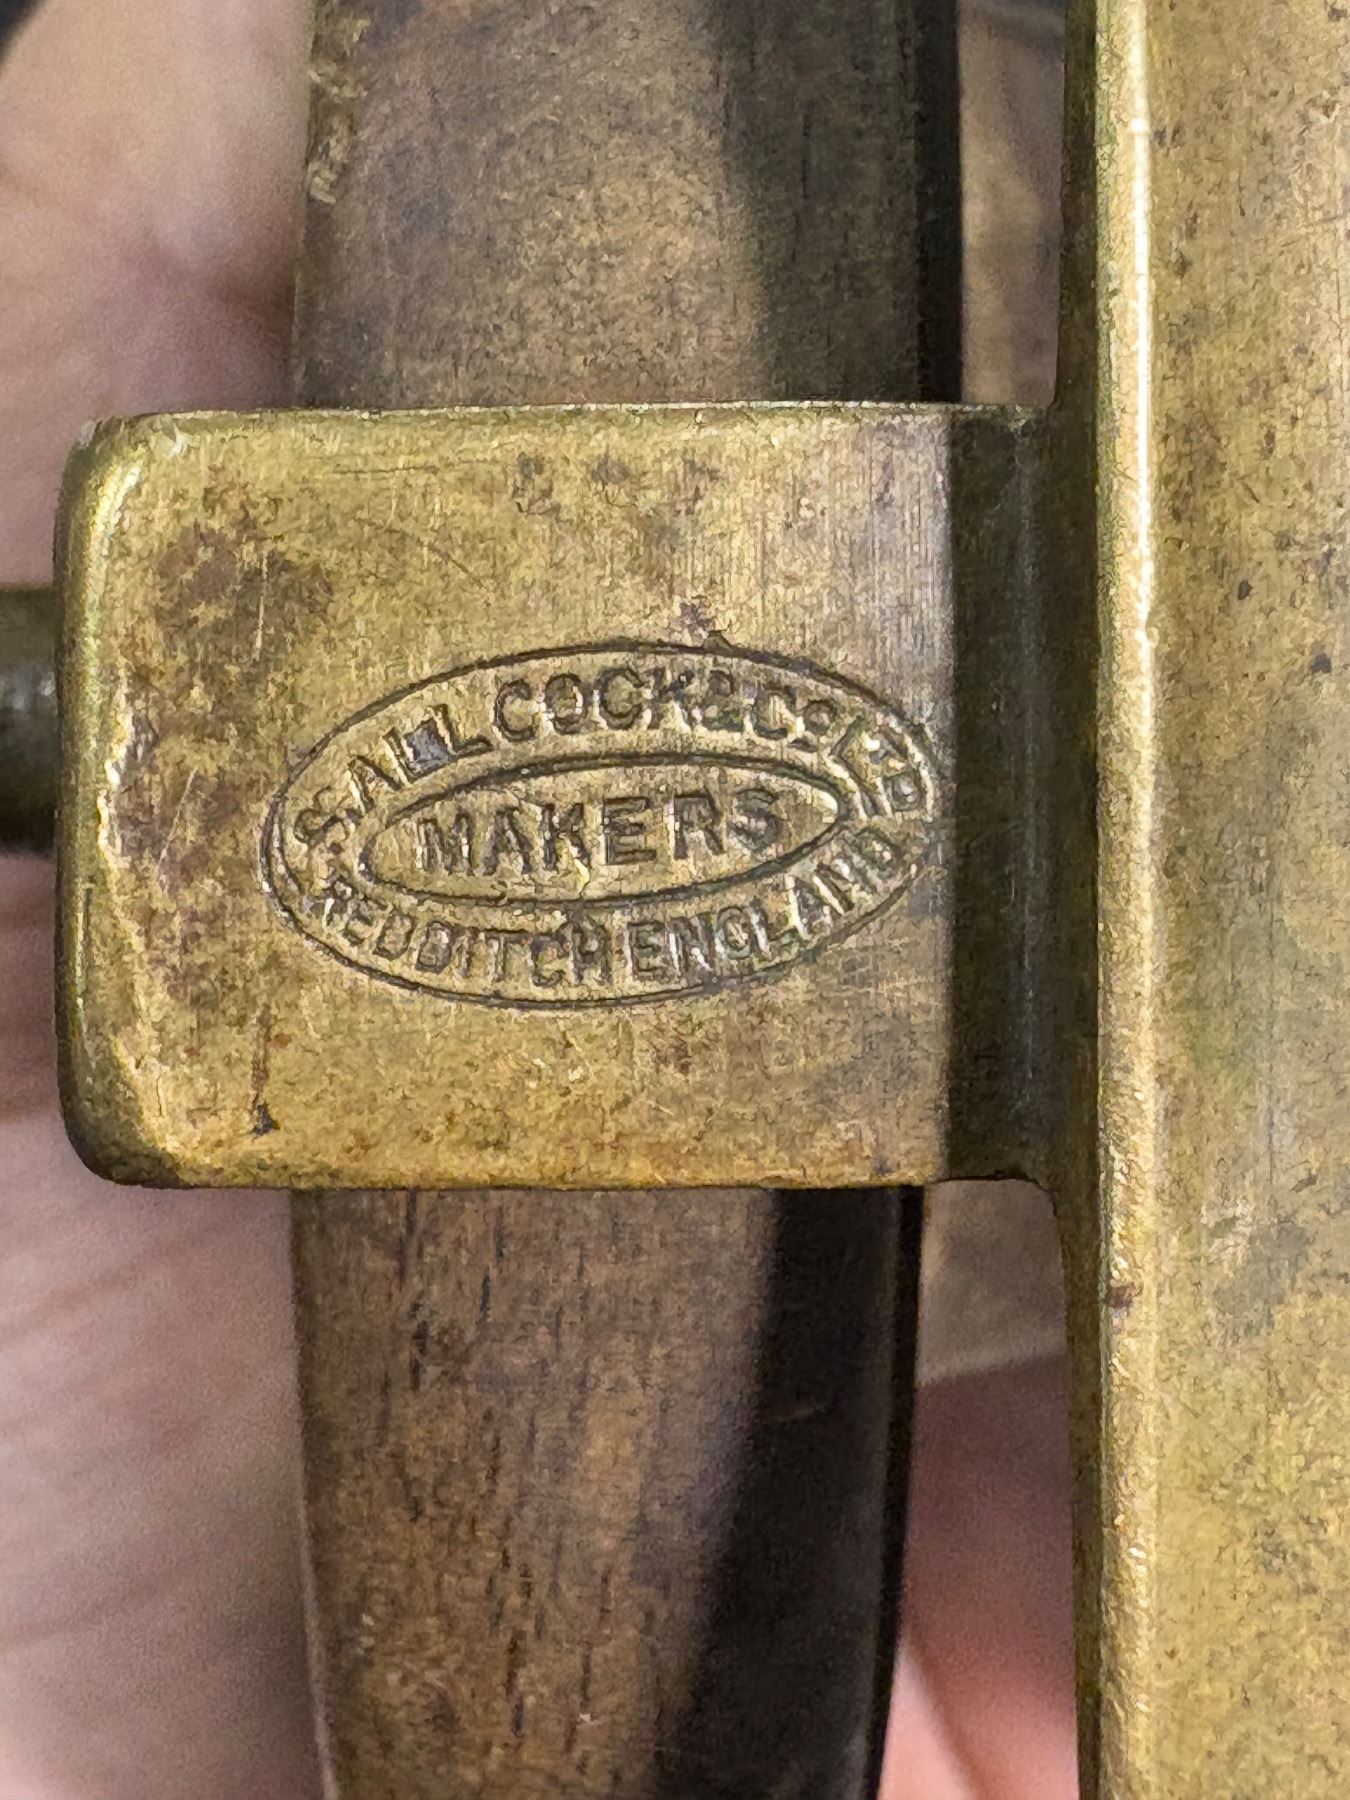 S. ALLCOCK & Co LTD
MAKERS
REDDITCH ENGLAND.